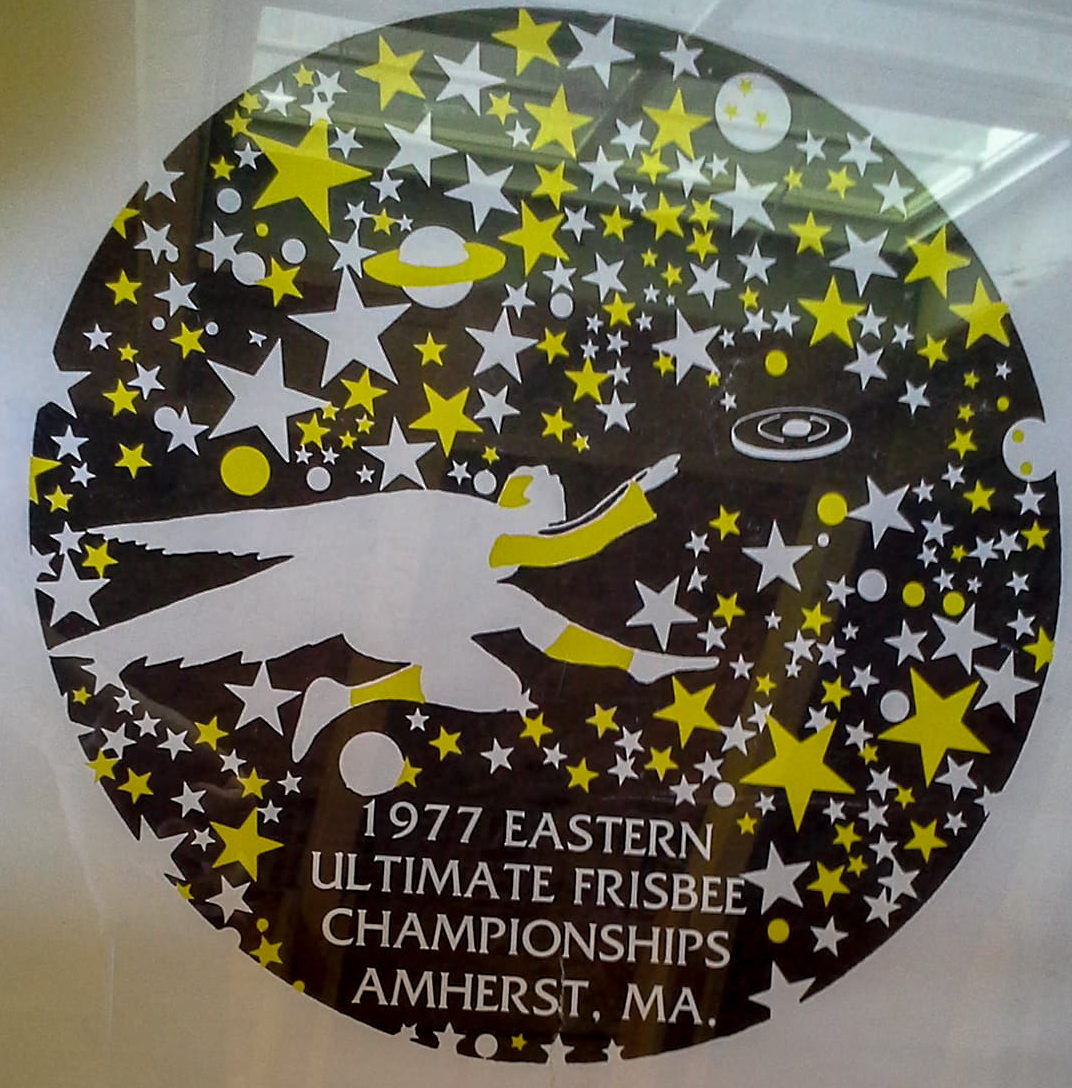 1977 EASTERN
ULTIMATE FRISBEE
CHAMPIONSHIPS
AMHERST, MA.